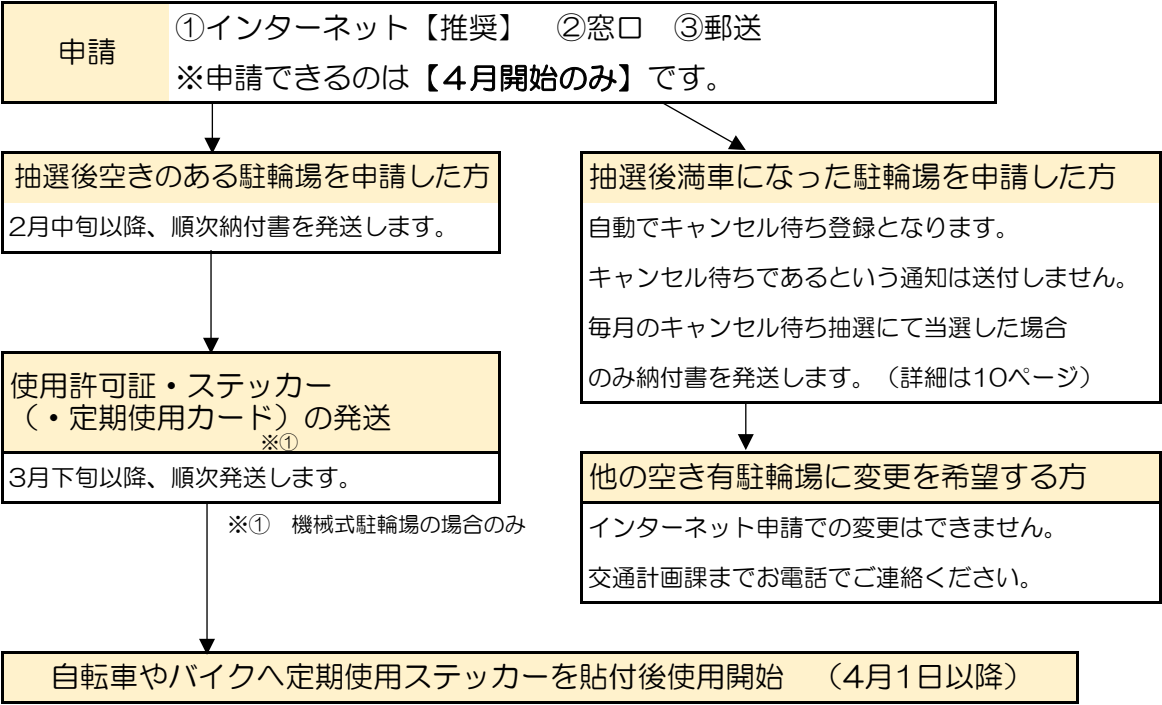 申請
①インターネット【推奨】　②窓口　③郵送
※申請できるのは【４月開始のみ】です。
抽選後空きのある駐輪場を申請した方
2月中旬以降、順次納付書を発送します。
使用許可証・ステッカー
（・定期使用カード）の発送
※①
3月下旬以降、順次発送します。
※①　機械式駐輪場の場合のみ
抽選後満車になった駐輪場を申請した方
自動でキャンセル待ち登録となります。
キャンセル待ちであるという通知は送付しません。
毎月のキャンセル待ち抽選にて当選した場合
のみ納付書を発送します。（詳細は10ページ）
他の空き有駐輪場に変更を希望する方
インターネット申請での変更はできません。
交通計画課までお電話でご連絡ください。
自転車やバイクへ定期使用ステッカーを貼付後使用開始　（4月1日以降）